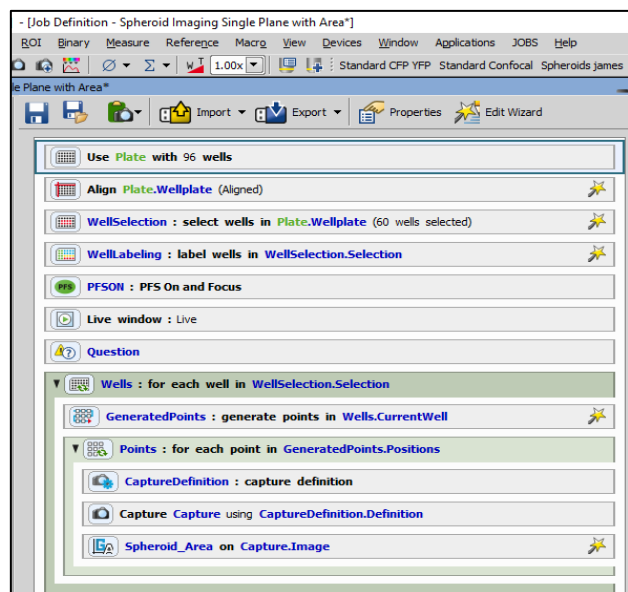 - [Job Definition - Spheroid Imaging Single Plane with Area*]
ROI Binary Measure Reference Macro View Devices Window Applications JOBS Help
1.00x Standard CFP YFP Standard Confocal Spheroids james
le Plane with Area*
Import Export Properties Edit Wizard
Use Plate with 96 wells
Align Plate.Wellplate (Aligned)
WellSelection : select wells in Plate.Wellplate (60 wells selected)
WellLabeling : label wells in WellSelection.Selection
PFS PFSON : PFS On and Focus
Live window : Live
Question
Wells : for each well in WellSelection.Selection
GeneratedPoints : generate points in Wells.CurrentWell
Points : for each point in GeneratedPoints.Positions
CaptureDefinition : capture definition
Capture Capture using CaptureDefinition.Definition
Spheroid_Area on Capture.Image